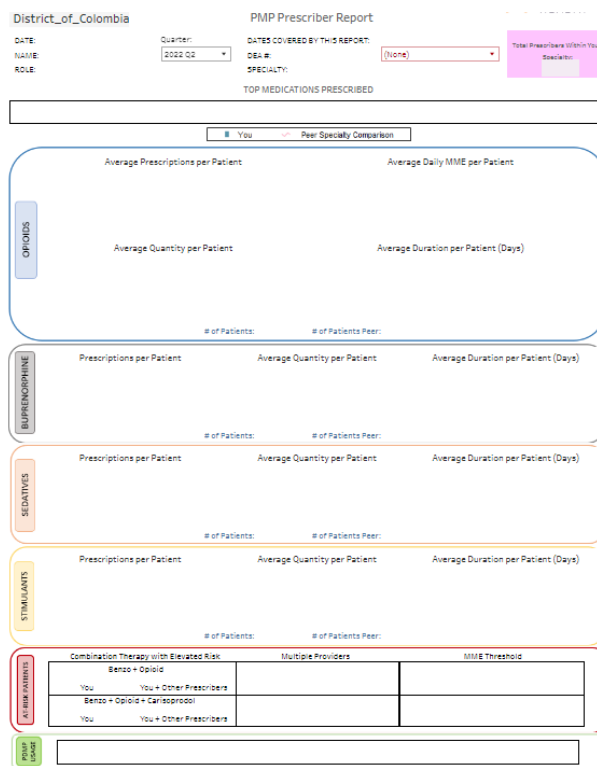 District_of_Colombia
PMP Prescriber Report
DATE:
Quarter:
DATES COVERED BY THIS REPORT:
NAME:
2022 Q2
DEA #:
(None)
ROLE:
SPECIALTY:
Total Prescribers Within You
Specialty:
TOP MEDICATIONS PRESCRIBED
You
Peer Specialty Comparison
OPIOIDS
Average Prescriptions per Patient
Average Daily MME per Patient
Average Quantity per Patient
Average Duration per Patient (Days)
# of Patients:
# of Patients Peer:
BUPRENORPHINE
Prescriptions per Patient
Average Quantity per Patient
Average Duration per Patient (Days)
# of Patients:
# of Patients Peer:
SEDATIVES
Prescriptions per Patient
Average Quantity per Patient
Average Duration per Patient (Days)
# of Patients:
# of Patients Peer:
STIMULANTS
Prescriptions per Patient
Average Quantity per Patient
Average Duration per Patient (Days)
# of Patients:
# of Patients Peer:
AT-RISK PATIENTS
Combination Therapy with Elevated Risk
Multiple Providers
MME Threshold
Benzo + Opioid
You
You + Other Prescribers
Benzo + Opioid + Carisoprodol
You
You + Other Prescribers
PDMP
USAGE